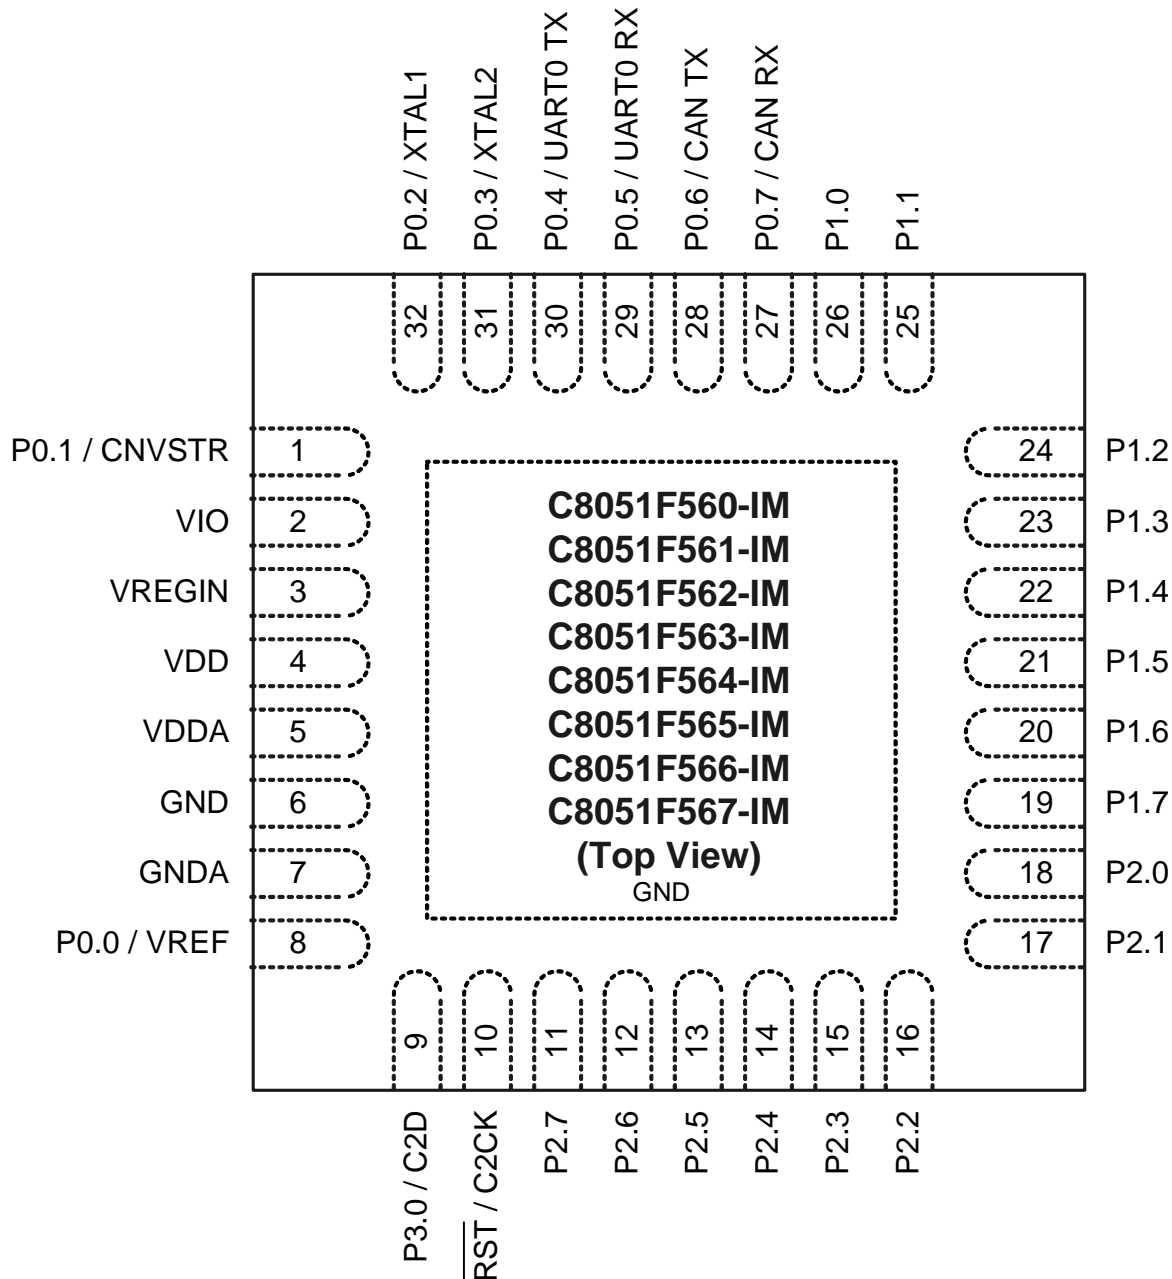 P0.2 / XTAL1
P0.3 / XTAL2
P0.4 / UART0 TX
P0.5 / UART0 RX
P0.6 / CAN TX
P0.7 / CAN RX
P1.0
P1.1
32
31
30
29
28
27
26
25
P0.1 / CNVSTR
1
VIO
2
VREGIN
3
VDD
4
VDDA
5
GND
6
GNDA
7
P0.0 / VREF
8
C8051F560-IM
C8051F561-IM
C8051F562-IM
C8051F563-IM
C8051F564-IM
C8051F565-IM
C8051F566-IM
C8051F567-IM
(Top View)
GND
24
P1.2
23
P1.3
22
P1.4
21
P1.5
20
P1.6
19
P1.7
18
P2.0
17
P2.1
9
10
11
12
13
14
15
16
P3.0 / C2D
RST / C2CK
P2.7
P2.6
P2.5
P2.4
P2.3
P2.2